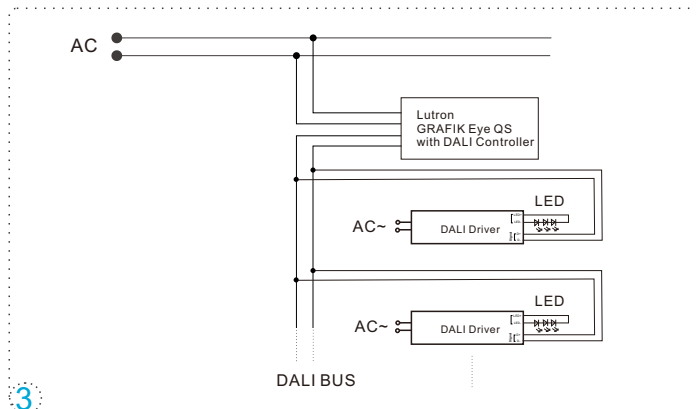 AC
Lutron
GRAFIK Eye QS
with DALI Controller
LED
AC~
DALI Driver
LED
AC~
DALI Driver
DALI BUS
3